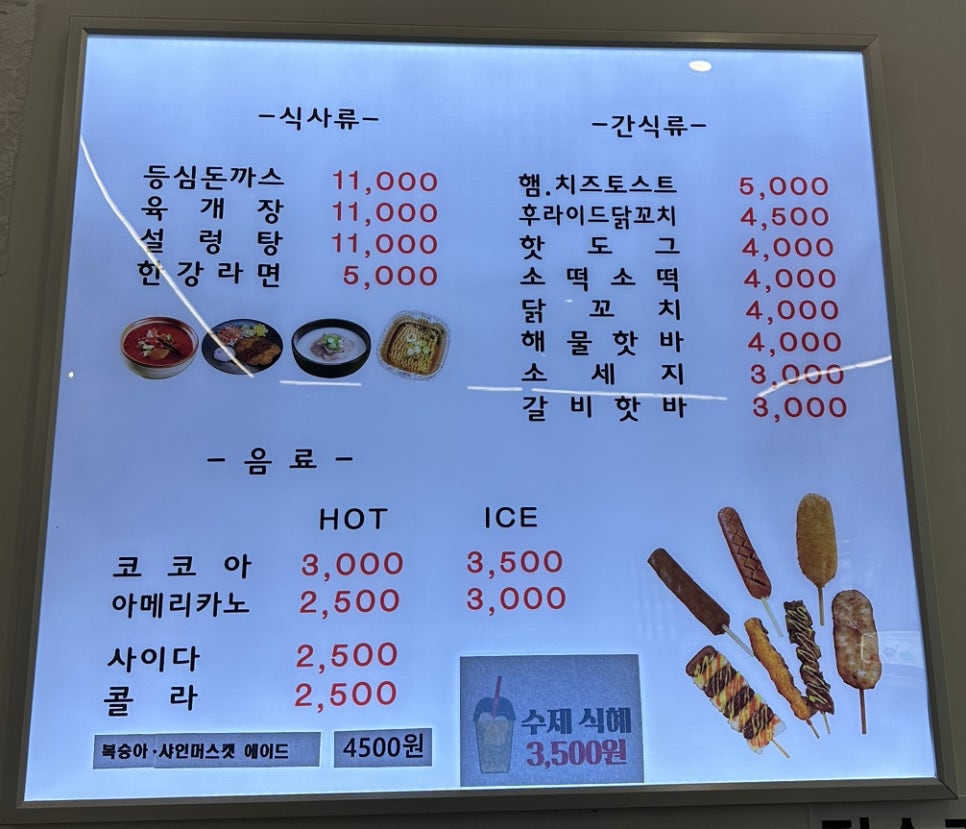 -식사류-
등심돈까스 11,000
육개장 11,000
설렁탕 11,000
한강라면 5,000
-간식류-
햄.치즈토스트 5,000
후라이드닭꼬치 4,500
핫도그 4,000
소떡소떡 4,000
닭꼬치 4,000
해물핫바 4,000
소세지 3,000
갈비핫바 3,000
- 음료 -
HOT ICE
코코아 3,000 3,500
아메리카노 2,500 3,000
사이다 2,500
콜라 2,500
복숭아·샤인머스켓 에이드 4500원
수제 식혜
3,500원